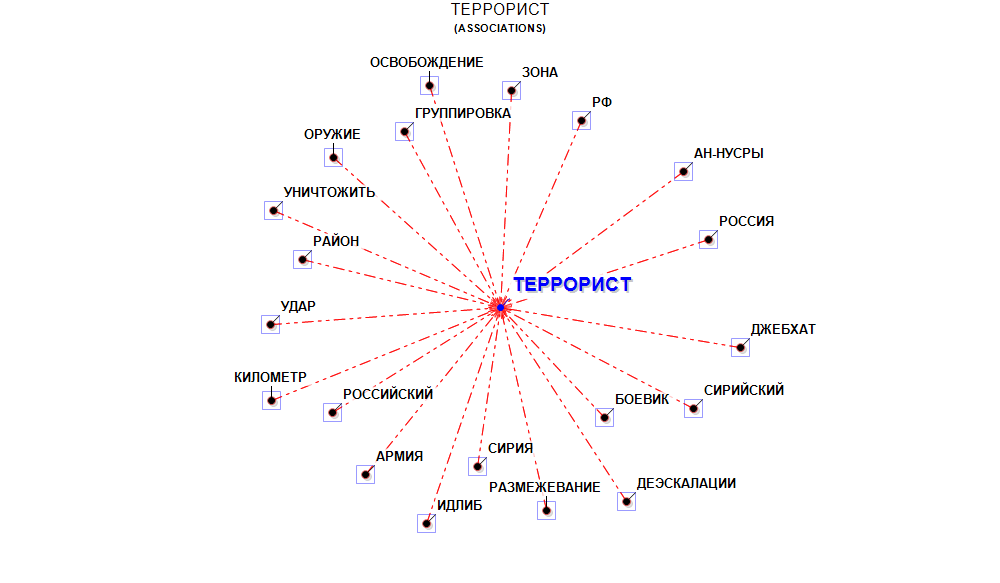 ТЕРРОРИСТ
(ASSOCIATIONS)
ОСВОБОЖДЕНИЕ
ЗОНА
РФ
ГРУППИРОВКА
ОРУЖИЕ
АН-НУСРЫ
УНИЧТОЖИТЬ
РОССИЯ
РАЙОН
ТЕРРОРИСТ
УДАР
ДЖЕБХАТ
КИЛОМЕТР
СИРИЙСКИЙ
РОССИЙСКИЙ
БОЕВИК
СИРИЯ
АРМИЯ
ДЕЭСКАЛАЦИИ
РАЗМЕЖЕВАНИЕ
ИДЛИБ